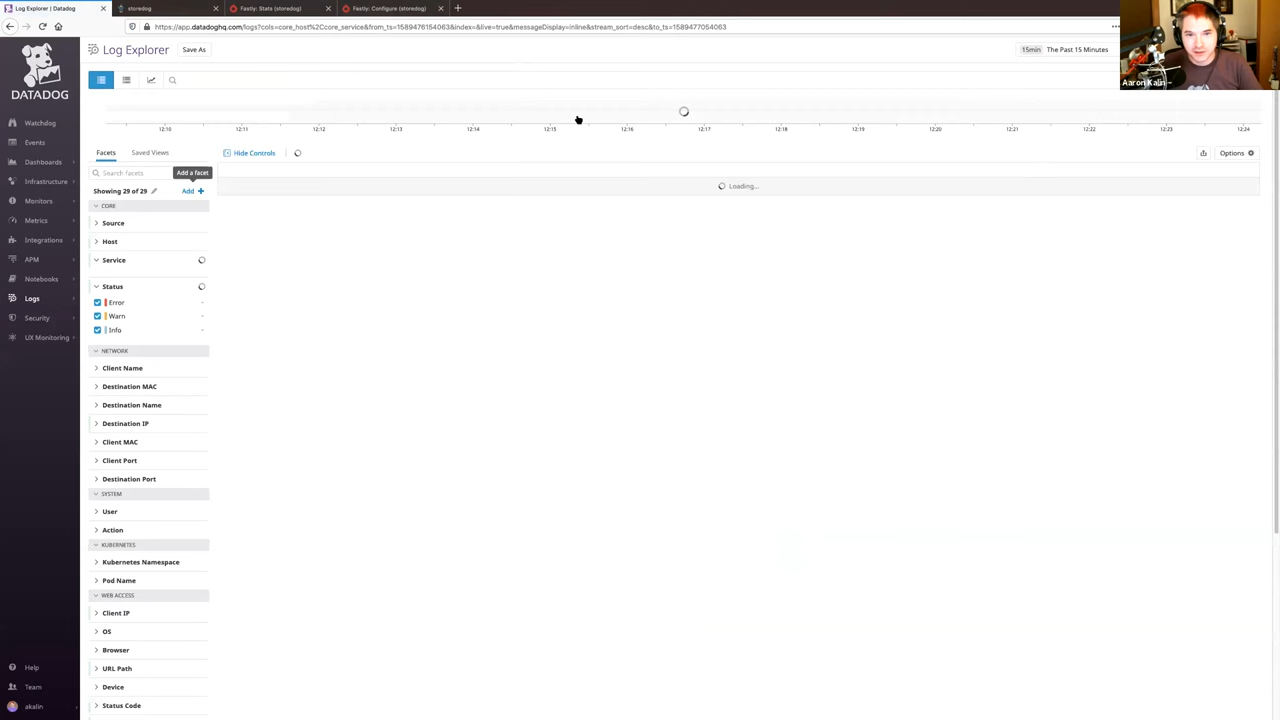 Log Explorer | Datadog
storedog
Fastly: Stats (storedog)
Fastly: Configure (storedog)
https://app.datadoghq.com/logs?cols=core_host%2Ccore_service&from_ts=1589476154063&index=&live=true&messageDisplay=inline&stream_sort=desc&to_ts=1589477054063
DATADOG
Watchdog
Events
Dashboards
Infrastructure
Monitors
Metrics
Integrations
APM
Notebooks
Logs
Security
UX Monitoring
Help
Team
akalin
Log Explorer
Save As
15min The Past 15 Minutes
Aaron Kalin
12:10 12:11 12:12 12:13 12:14 12:15 12:16 12:17 12:18 12:19 12:20 12:21 12:22 12:23 12:24
Facets Saved Views
Hide Controls
Options
Search facets
Add a facet
Loading...
Showing 29 of 29
Add +
CORE
Source
Host
Service
Status
Error -
Warn -
Info -
NETWORK
Client Name
Destination MAC
Destination Name
Destination IP
Client MAC
Client Port
Destination Port
SYSTEM
User
Action
KUBERNETES
Kubernetes Namespace
Pod Name
WEB ACCESS
Client IP
OS
Browser
URL Path
Device
Status Code